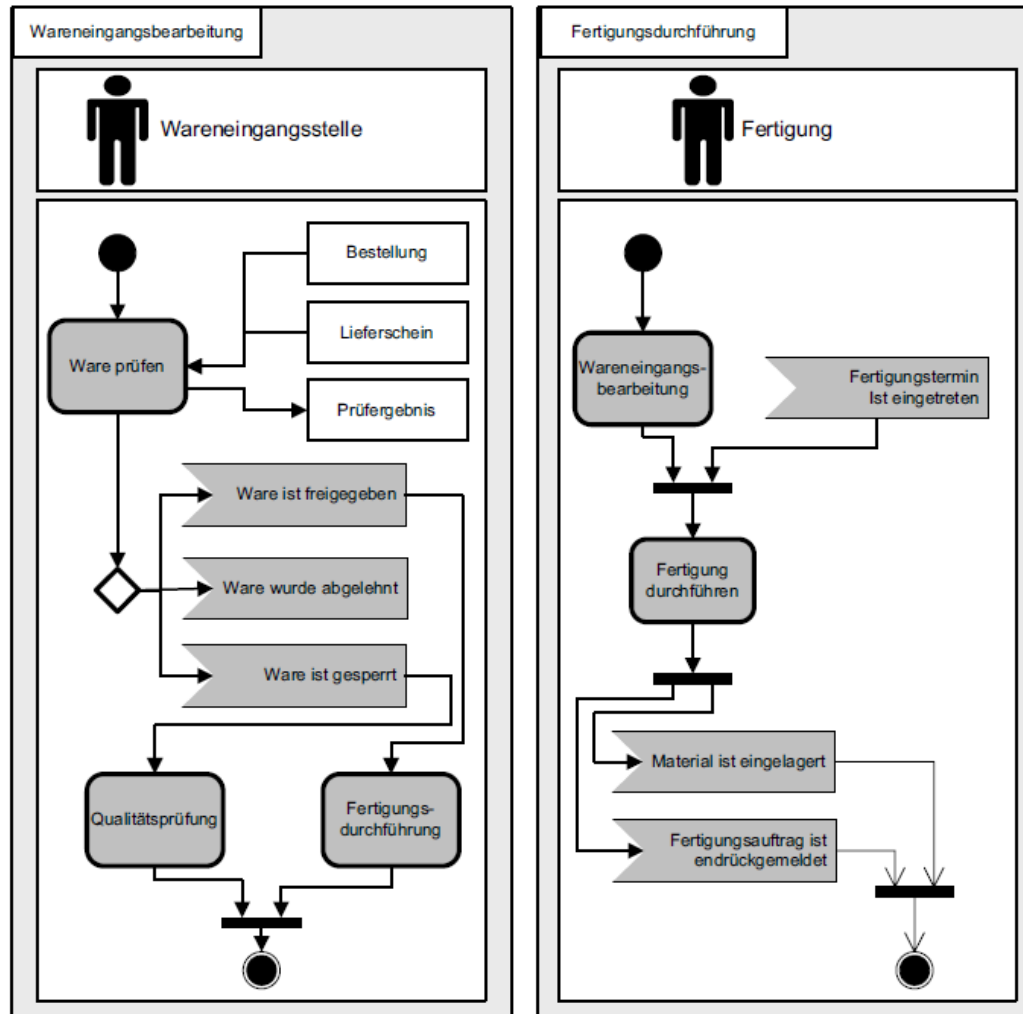 Wareneingangsbearbeitung
Wareneingangsstelle
Bestellung
Lieferschein
Ware prüfen
Prüfergebnis
Ware ist freigegeben
Ware wurde abgelehnt
Ware ist gesperrt
Qualitätsprüfung
Fertigungs-
durchführung
Fertigungsdurchführung
Fertigung
Wareneingangs-
bearbeitung
Fertigungstermin
Ist eingetreten
Fertigung
durchführen
Material ist eingelagert
Fertigungsauftrag ist
endrückgemeldet